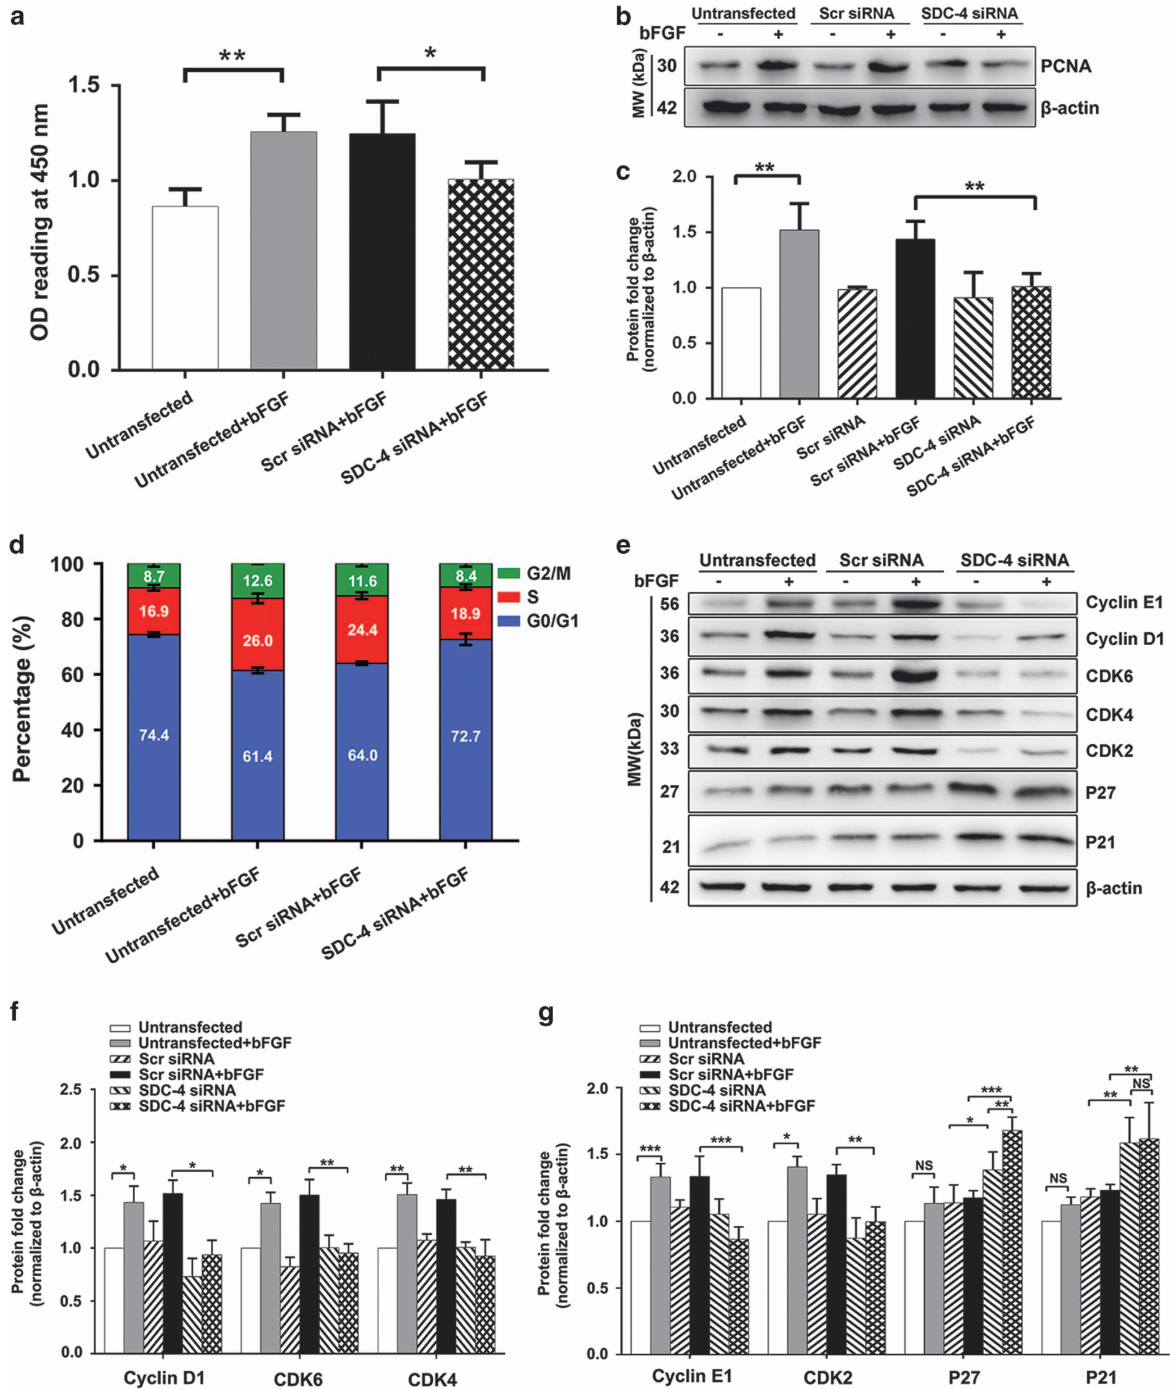 a
**
*
OD reading at 450 nm
1.5
1.0
0.5
0.0
Untransfected
Untransfected+bFGF
Scr siRNA+bFGF
SDC-4 siRNA+bFGF
b
Untransfected Scr siRNA SDC-4 siRNA
bFGF - + - + - +
MW (kDa)
30 PCNA
42 β-actin
c
**
**
Protein fold change
(normalized to β-actin)
2.0
1.5
1.0
0.5
0.0
Untransfected
Untransfected+bFGF
Scr siRNA
Scr siRNA+bFGF
SDC-4 siRNA
SDC-4 siRNA+bFGF
d
Percentage (%)
100
80
60
40
20
0
8.7 12.6 11.6 8.4
16.9 26.0 24.4 18.9
74.4 61.4 64.0 72.7
G2/M
S
G0/G1
Untransfected
Untransfected+bFGF
Scr siRNA+bFGF
SDC-4 siRNA+bFGF
e
Untransfected Scr siRNA SDC-4 siRNA
bFGF - + - + - +
MW(kDa)
56 Cyclin E1
36 Cyclin D1
36 CDK6
30 CDK4
33 CDK2
27 P27
21 P21
42 β-actin
f
Untransfected
Untransfected+bFGF
Scr siRNA
Scr siRNA+bFGF
SDC-4 siRNA
SDC-4 siRNA+bFGF
Protein fold change
(normalized to β-actin)
2.5
2.0
1.5
1.0
0.5
0.0
* * * ** ** **
Cyclin D1 CDK6 CDK4
g
Untransfected
Untransfected+bFGF
Scr siRNA
Scr siRNA+bFGF
SDC-4 siRNA
SDC-4 siRNA+bFGF
Protein fold change
(normalized to β-actin)
2.0
1.5
1.0
0.5
0.0
*** *** * ** NS * *** ** NS ** ** NS
Cyclin E1 CDK2 P27 P21